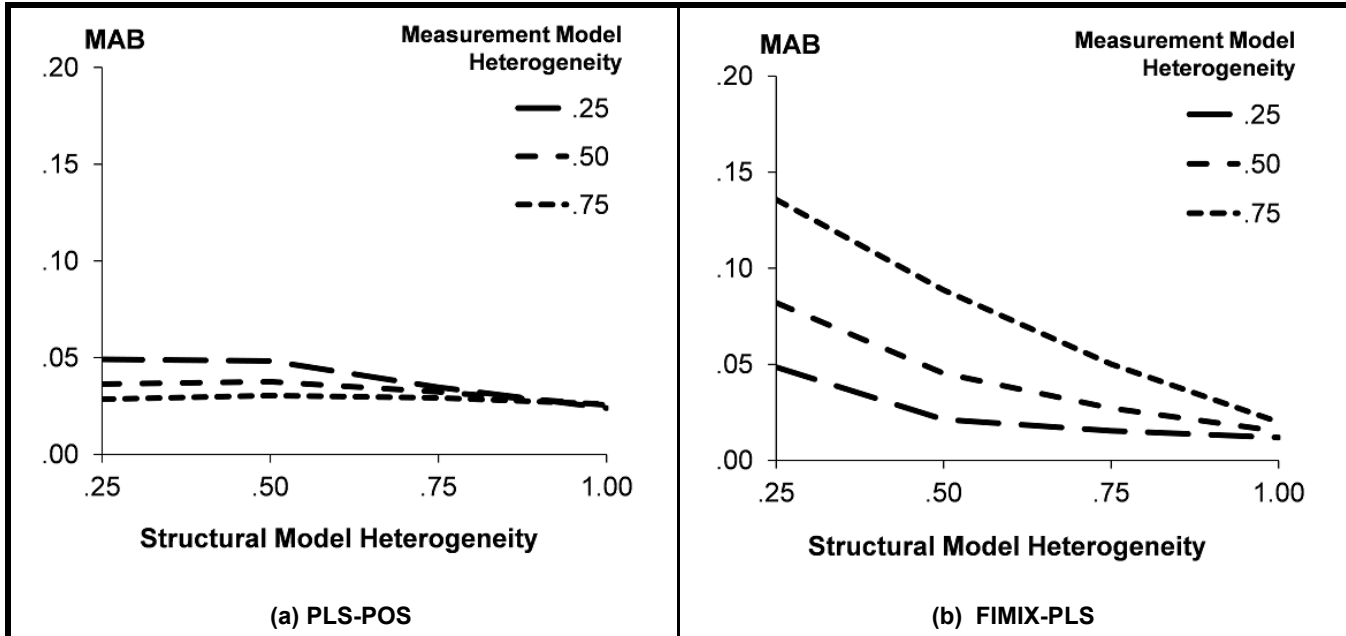 MAB
Measurement Model
Heterogeneity
.20
.25
.15
.50
.75
.10
.05
.00
.25
.50
.75
1.00
Structural Model Heterogeneity
(a) PLS-POS
MAB
Measurement Model
Heterogeneity
.20
.25
.15
.50
.75
.10
.05
.00
.25
.50
.75
1.00
Structural Model Heterogeneity
(b) FIMIX-PLS